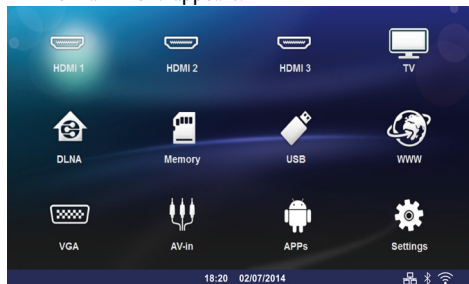 HDMI 1 HDMI 2 HDMI 3 TV
DLNA Memory USB WWW
VGA AV-in APPs Settings
18:20 02/07/2014